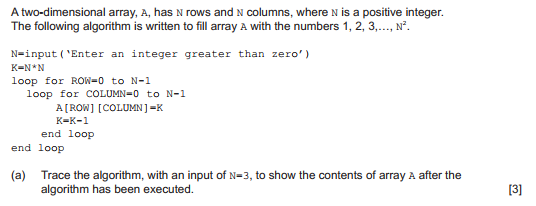 A two-dimensional array, A, has N rows and N columns, where N is a positive integer.
The following algorithm is written to fill array A with the numbers 1, 2, 3,…, N².
N=input(‘Enter an integer greater than zero’)
K=N*N
loop for ROW=0 to N-1
loop for COLUMN=0 to N-1
A[ROW][COLUMN]=K
K=K-1
end loop
end loop
(a) Trace the algorithm, with an input of N=3, to show the contents of array A after the
algorithm has been executed. [3]